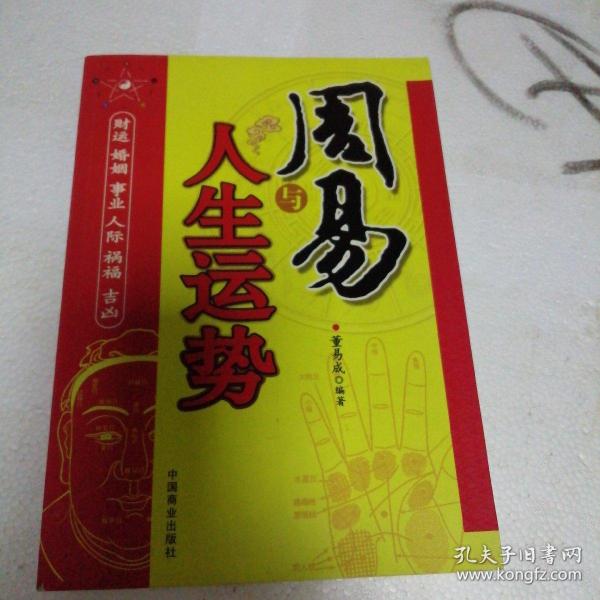 周易
与
人生运势
财运 婚姻 事业 人际 祸福 吉凶
董易成 编著
中国商业出版社
孔夫子旧书网
www.kongfz.com